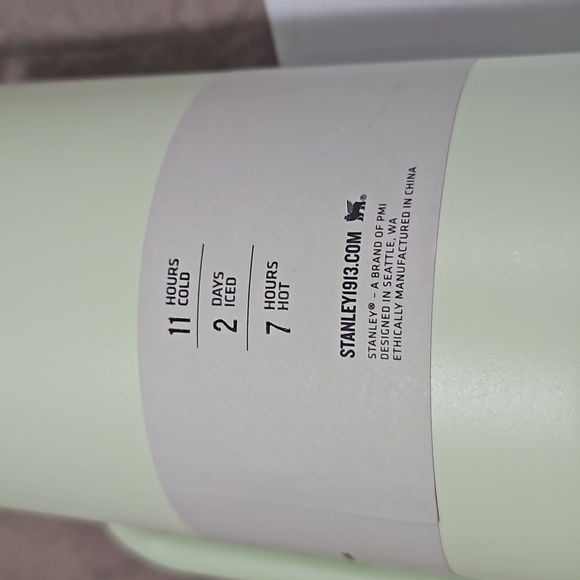 11 HOURS
COLD
2 DAYS
ICED
7 HOURS
HOT
STANLEY1913.COM ®
STANLEY® – A BRAND OF PMI
DESIGNED IN SEATTLE, WA
ETHICALLY MANUFACTURED IN CHINA